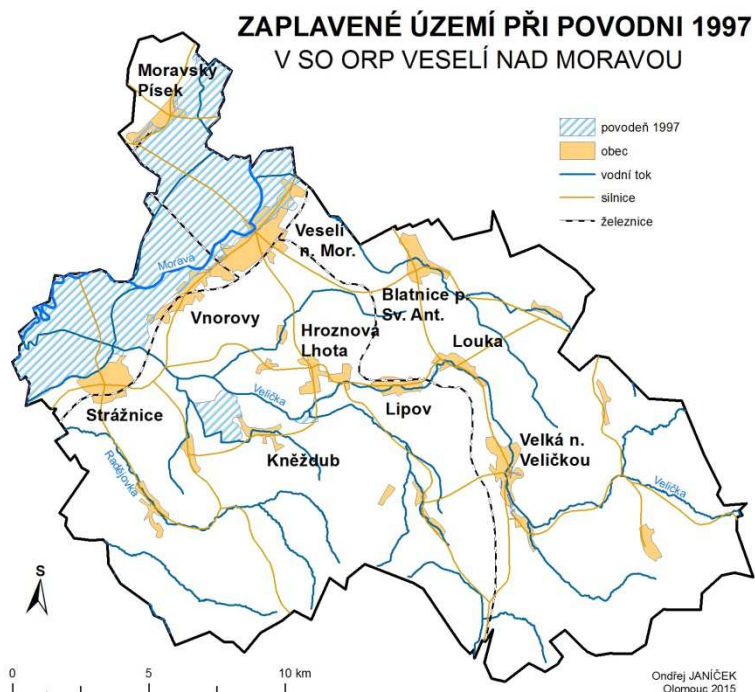 ZAPLAVENÉ ÚZEMÍ PŘI POVODNI 1997
V SO ORP VESELÍ NAD MORAVOU
povodeň 1997
obec
vodní tok
silnice
železnice
Moravský
Písek
Veselí
n. Mor.
Morava
Blatnice p.
Sv. Ant.
Vnorovy
Hroznová
Lhota
Louka
Strážnice
Velička
Lipov
Kněždub
Velká n.
Veličkou
Radějovka
Velička
S
0 5 10 km
Ondřej JANÍČEK
Olomouc 2015